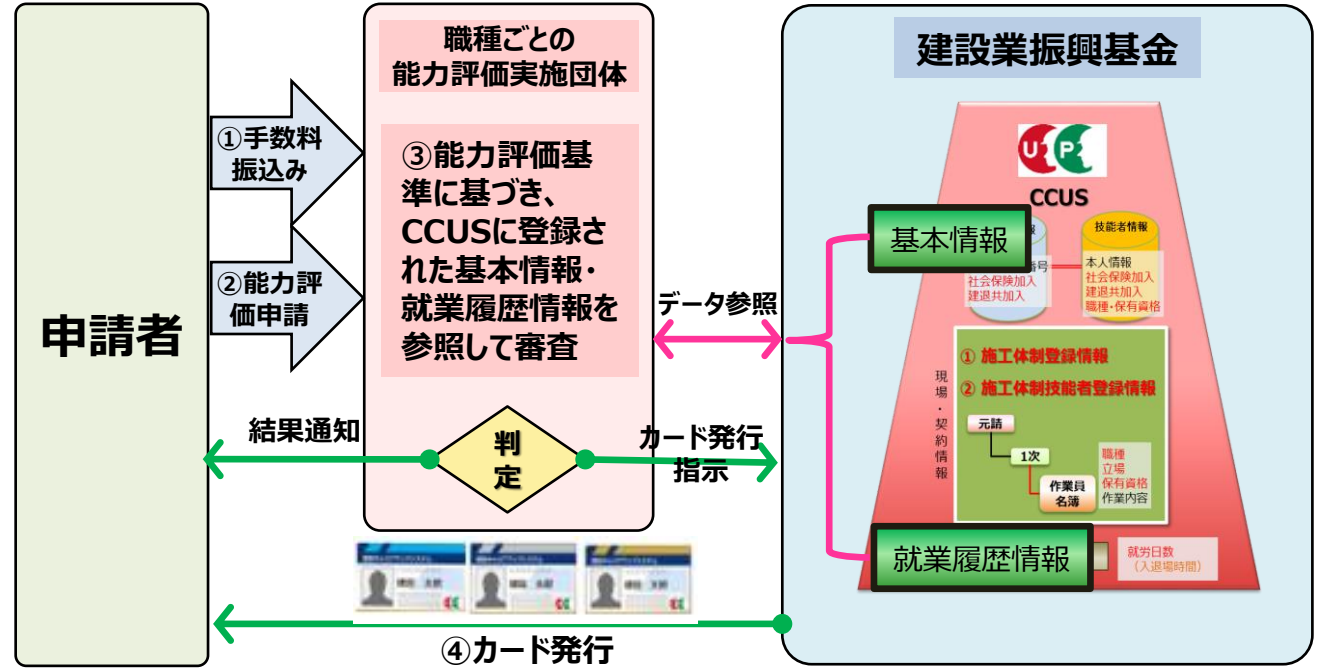 申請者
①手数料
振込み
②能力評
価申請
職種ごとの
能力評価実施団体
③能力評価基
準に基づき、
CCUSに登録さ
れた基本情報・
就業履歴情報を
参照して審査
判
定
結果通知
カード発行
指示
データ参照
④カード発行
建設業振興基金
CCUS
基本情報
報
番号
社会保険加入
建退共加入
技能者情報
本人情報
社会保険加入
建退共加入
職種・保有資格
現場・契約情報
① 施工体制登録情報
② 施工体制技能者登録情報
元請
1次
作業員
名簿
職種
立場
保有資格
作業内容
就業履歴情報
就労日数
（入退場時間）